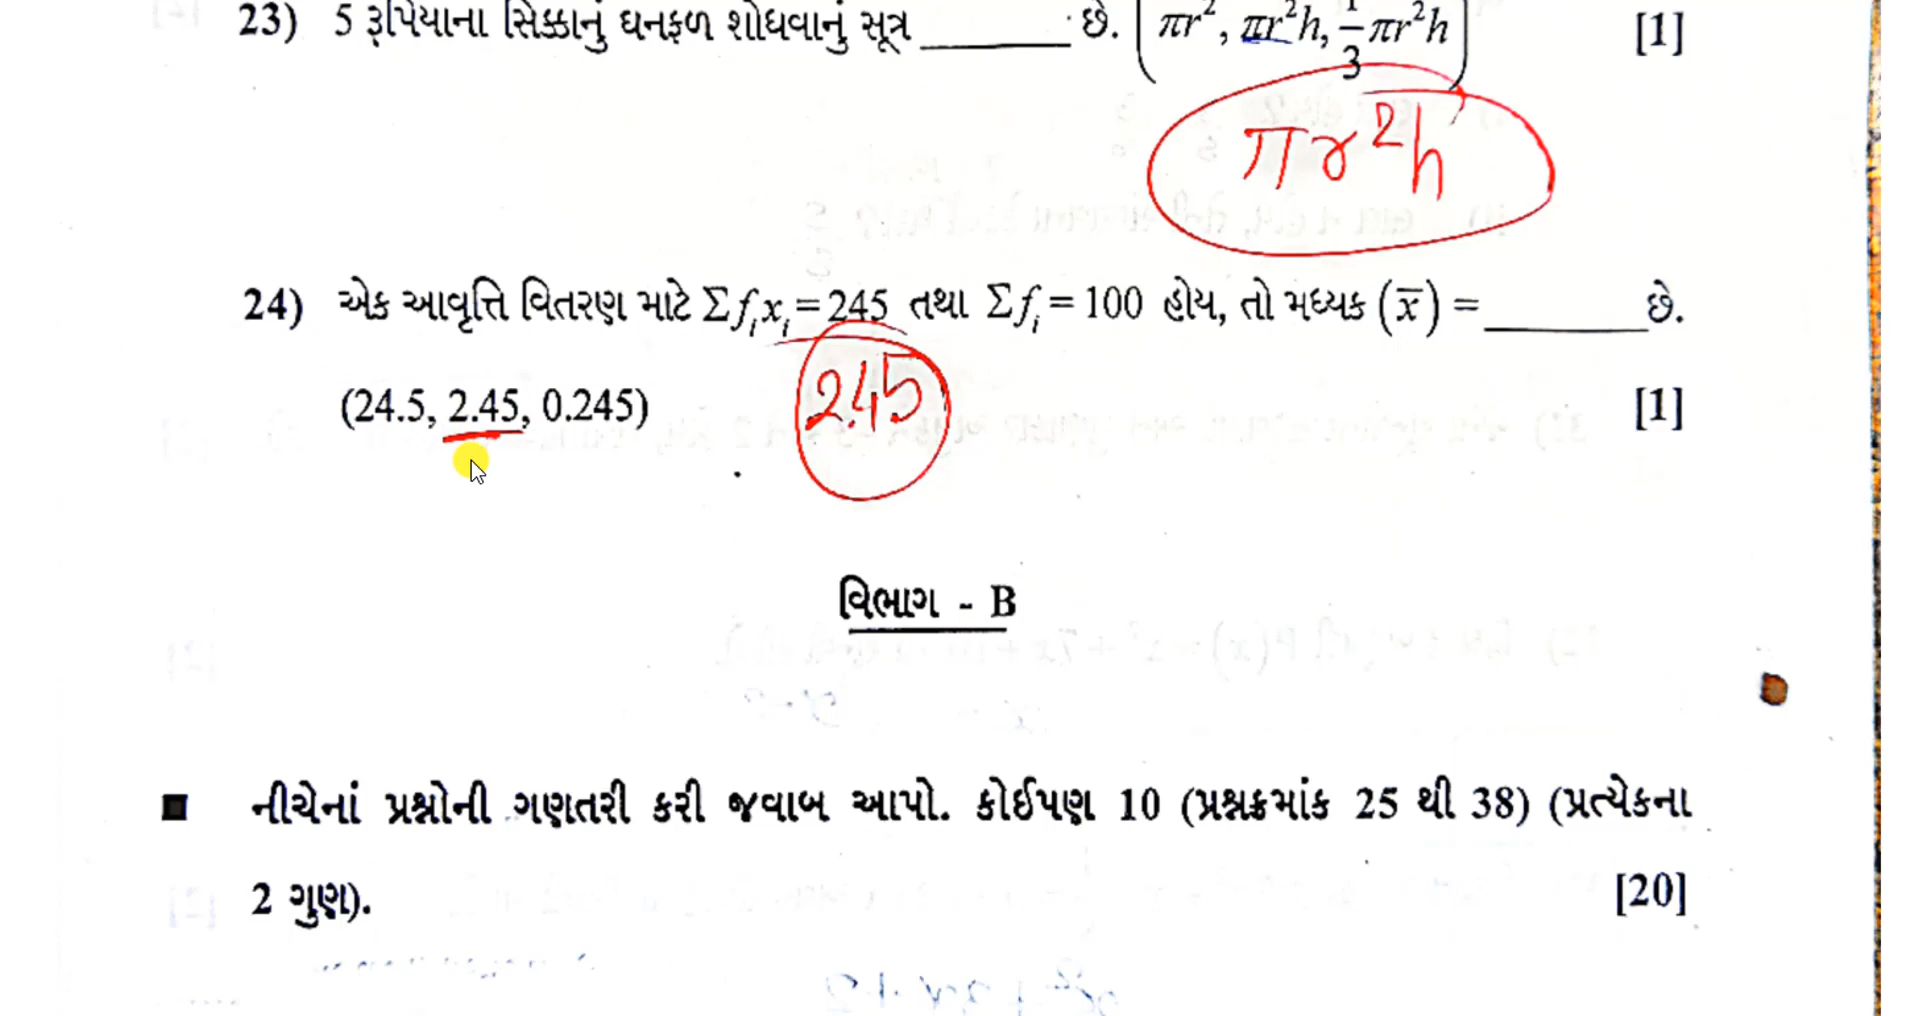 23) 5 રૂપિયાના સિક્કાનું ઘનફળ શોધવાનું સૂત્ર ______ છે. (πr², πr²h, 1/3 πr²h) [1]
πr²h
24) એક આવૃત્તિ વિતરણ માટે Σfᵢxᵢ = 245 તથા Σfᵢ = 100 હોય, તો મધ્યક (x̅) = ______ છે.
(24.5, 2.45, 0.245) [1]
2.45
વિભાગ - B
■ નીચેનાં પ્રશ્નોની ગણતરી કરી જવાબ આપો. કોઈપણ 10 (પ્રશ્નક્રમાંક 25 થી 38) (પ્રત્યેકના
2 ગુણ). [20]